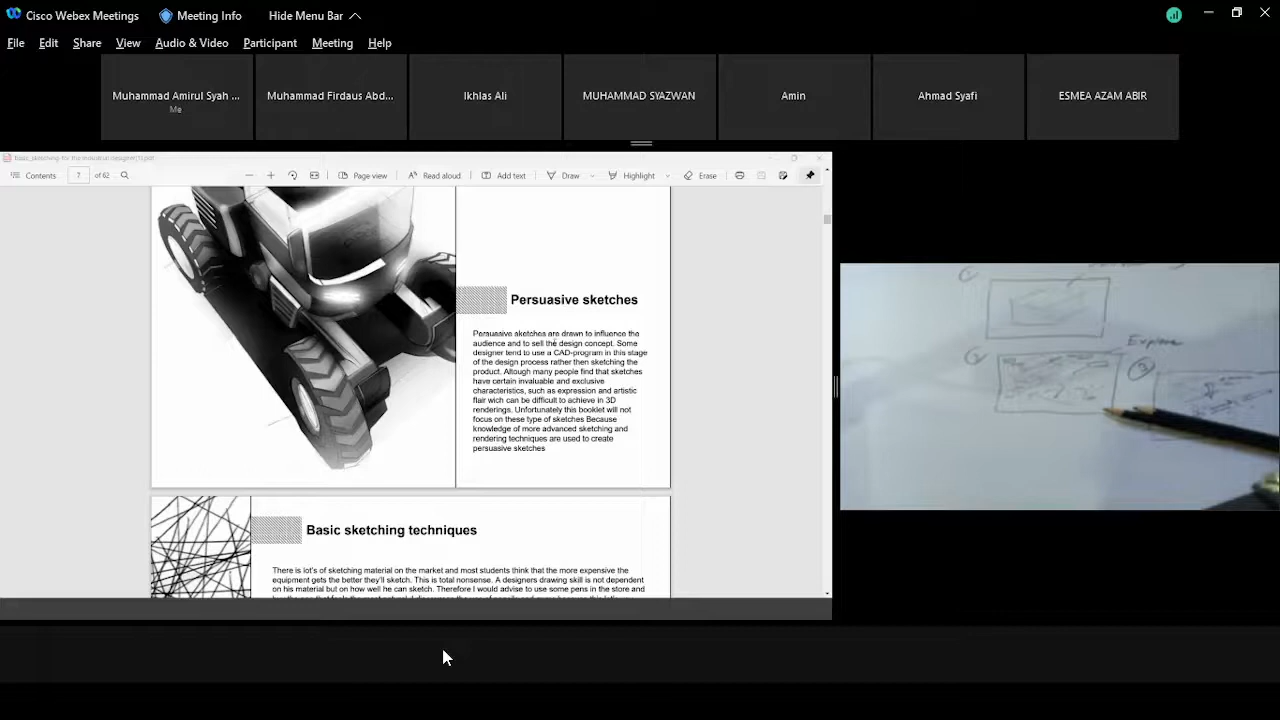 Cisco Webex Meetings Meeting Info Hide Menu Bar
File Edit Share View Audio & Video Participant Meeting Help
Muhammad Amirul Syah ...
Me
Muhammad Firdaus Abd...
Ikhlas Ali
MUHAMMAD SYAZWAN
Amin
Ahmad Syafi
ESMEA AZAM ABIR
Contents 7 of 62 Page view Read aloud Add text Draw Highlight Erase
Persuasive sketches
Persuasive sketches are drawn to influence the
audience and to sell the design concept. Some
designer tend to use a CAD-program in this stage
of the design process rather then sketching the
product. Altough many people find that sketches
have certain invaluable and exclusive
characteristics, such as expression and artistic
flair wich can be difficult to achieve in 3D
renderings. Unfortunately this booklet will not
focus on these type of sketches Because
knowledge of more advanced sketching and
rendering techniques are used to create
persuasive sketches
Basic sketching techniques
There is lot's of sketching material on the market and most students think that the more expensive the
equipment gets the better they'll sketch. This is total nonsense. A designers drawing skill is not dependent
on his material but on how well he can sketch. Therefore I would advise to use some pens in the store and
Explore